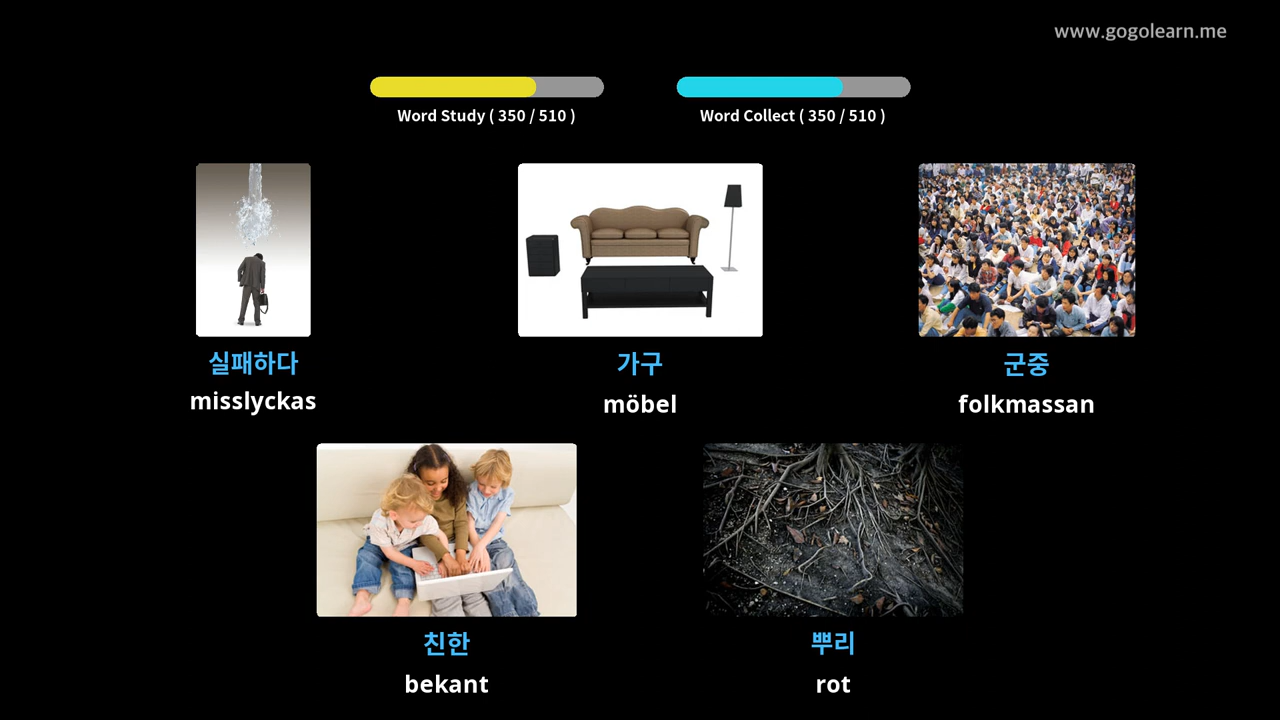 www.gogolearn.me
Word Study ( 350 / 510 )
Word Collect ( 350 / 510 )
실패하다
misslyckas
가구
möbel
군중
folkmassan
친한
bekant
뿌리
rot